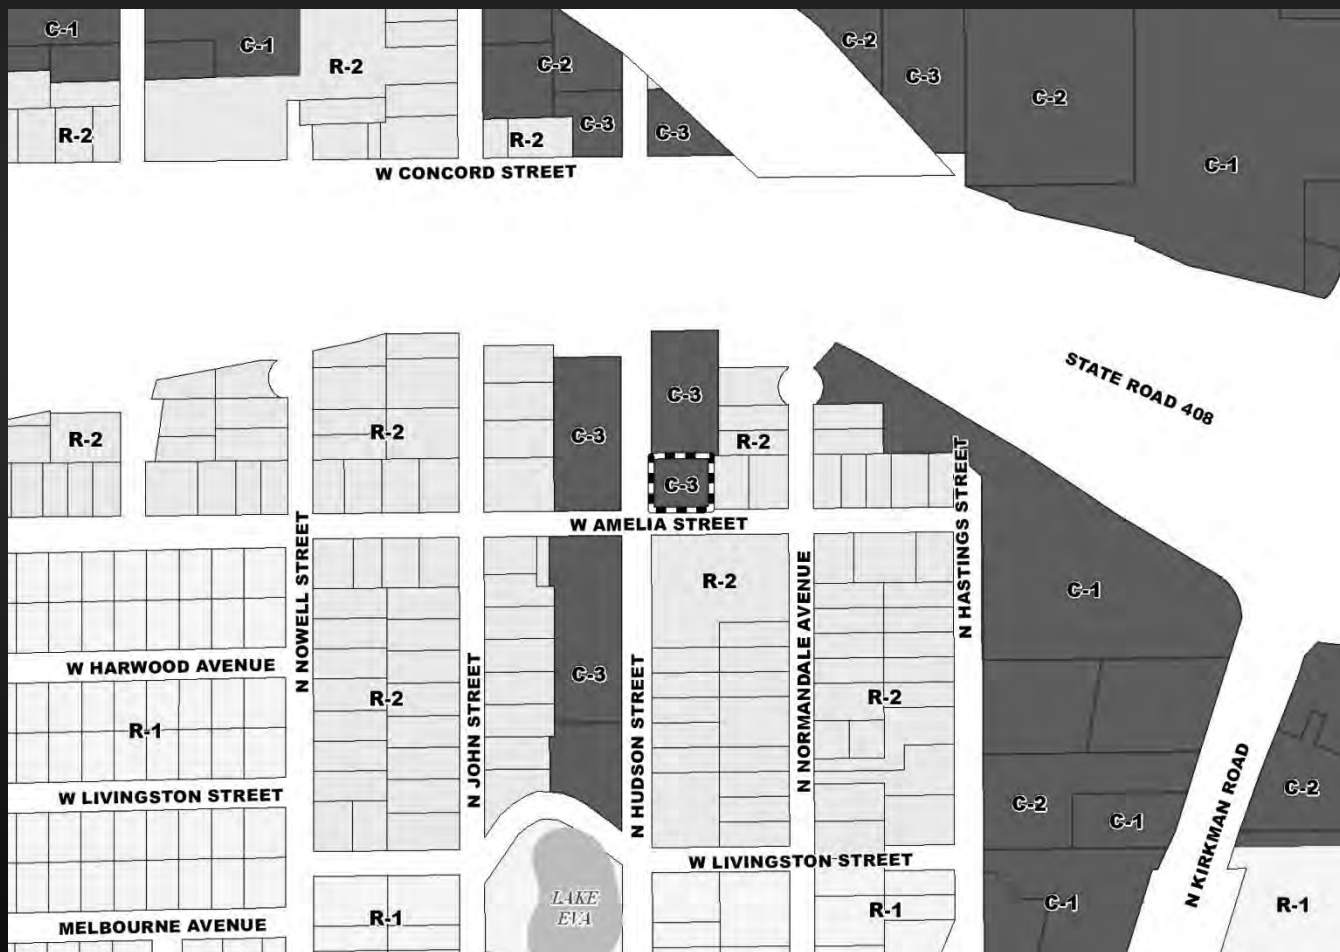 C-1
C-1
R-2
C-2
C-2
C-3
C-2
R-2
R-2
C-3
C-3
C-1
W CONCORD STREET
STATE ROAD 408
R-2
R-2
C-3
C-3
R-2
C-3
W AMELIA STREET
N HASTINGS STREET
N NOWELL STREET
R-2
C-1
N NORMANDALE AVENUE
W HARWOOD AVENUE
R-1
R-2
N JOHN STREET
C-3
N HUDSON STREET
R-2
W LIVINGSTON STREET
C-2
C-1
C-2
N KIRKMAN ROAD
W LIVINGSTON STREET
LAKE
EVA
MELBOURNE AVENUE
R-1
R-1
C-1
R-1